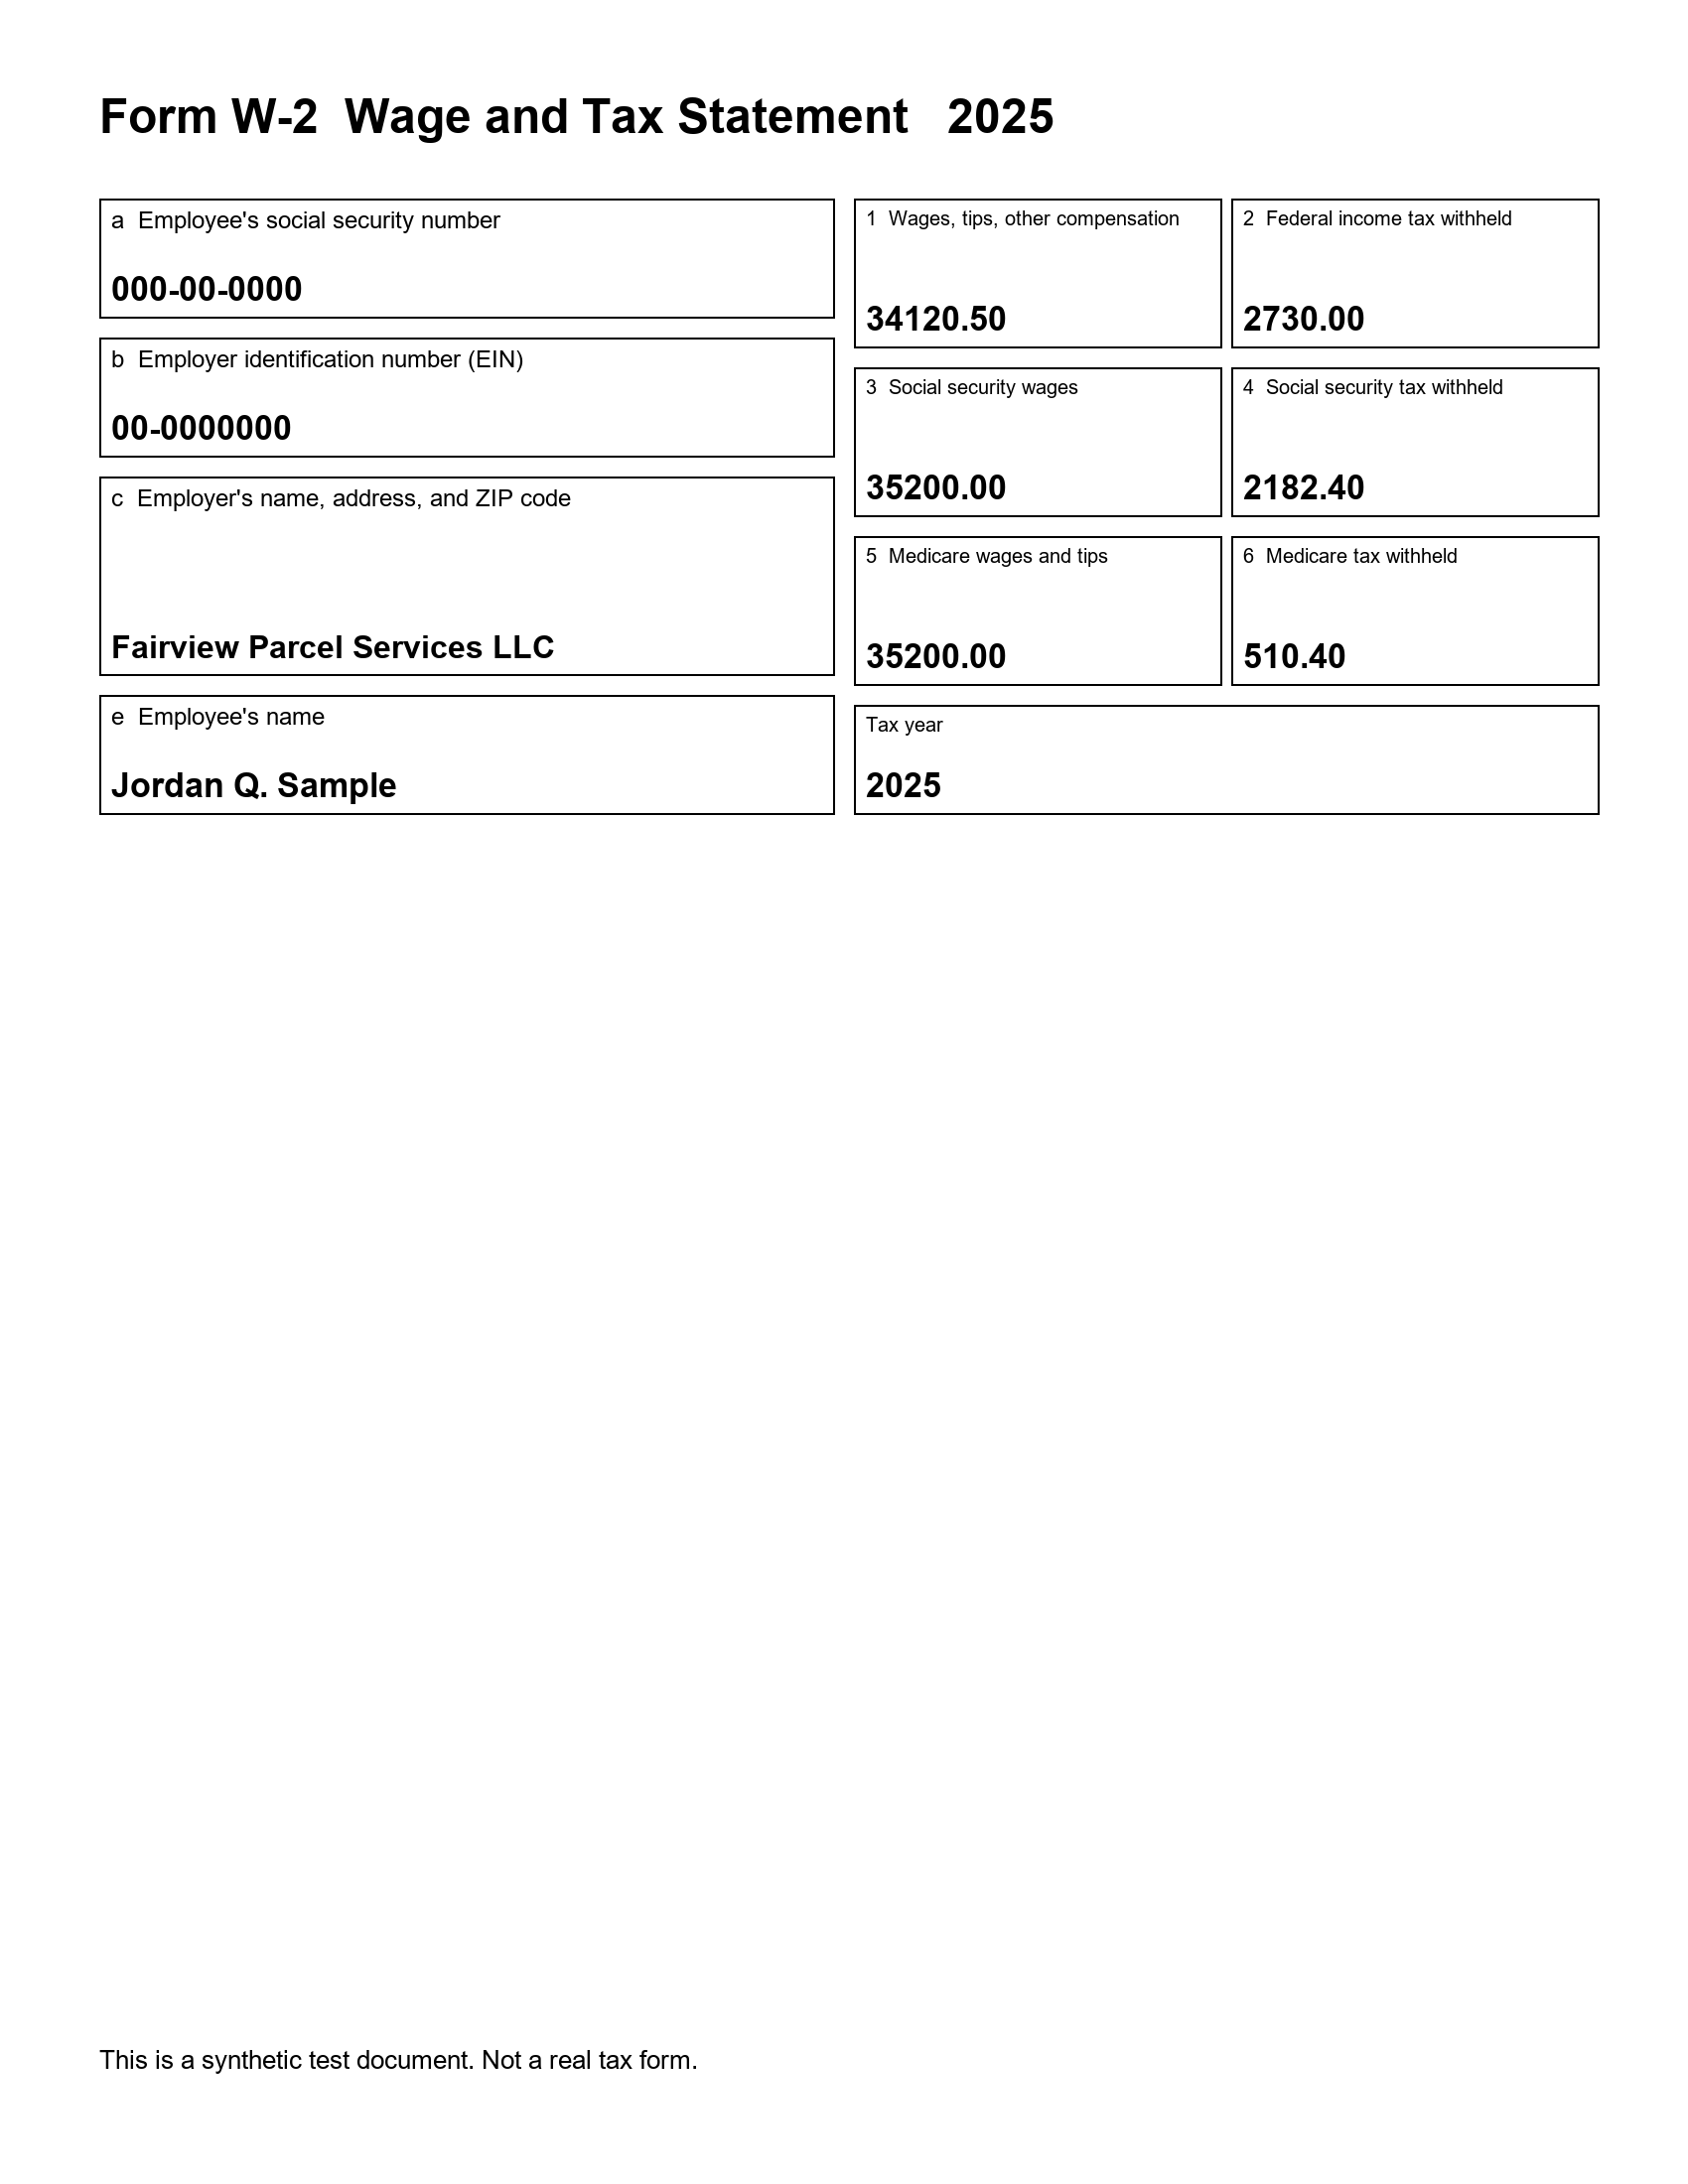 Form W-2  Wage and Tax Statement   2025
a  Employee's social security number
000-00-0000
b  Employer identification number (EIN)
00-0000000
c  Employer's name, address, and ZIP code
Fairview Parcel Services LLC
e  Employee's name
Jordan Q. Sample
1  Wages, tips, other compensation
34120.50
2  Federal income tax withheld
2730.00
3  Social security wages
35200.00
4  Social security tax withheld
2182.40
5  Medicare wages and tips
35200.00
6  Medicare tax withheld
510.40
Tax year
2025
This is a synthetic test document. Not a real tax form.